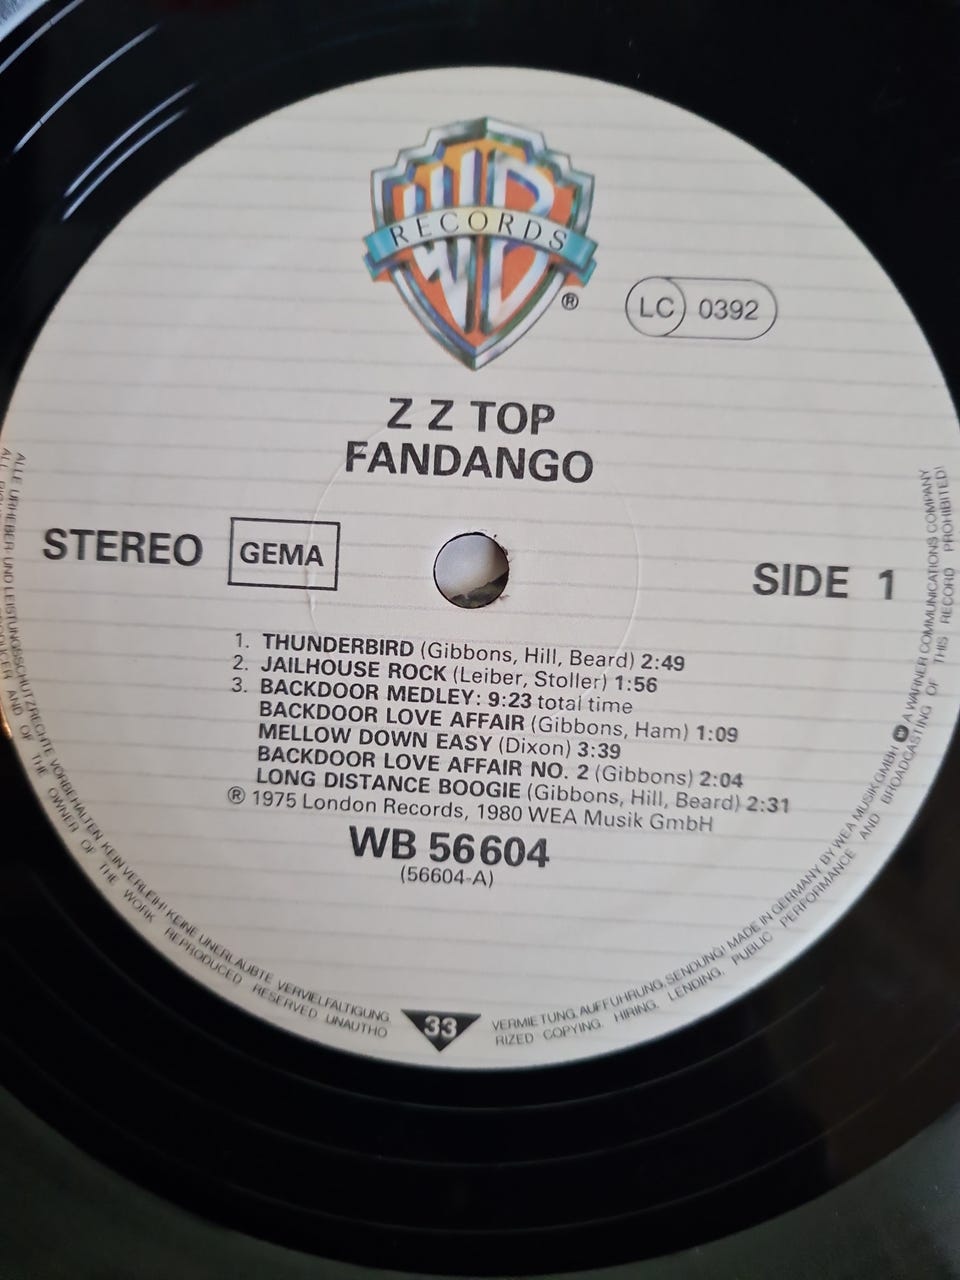 WB
RECORDS
®
LC 0392
Z Z TOP
FANDANGO
STEREO
GEMA
SIDE 1
1. THUNDERBIRD (Gibbons, Hill, Beard) 2:49
2. JAILHOUSE ROCK (Leiber, Stoller) 1:56
3. BACKDOOR MEDLEY: 9:23 total time
BACKDOOR LOVE AFFAIR (Gibbons, Ham) 1:09
MELLOW DOWN EASY (Dixon) 3:39
BACKDOOR LOVE AFFAIR NO. 2 (Gibbons) 2:04
LONG DISTANCE BOOGIE (Gibbons, Hill, Beard) 2:31
℗ 1975 London Records, 1980 WEA Musik GmbH
WB 56604
(56604-A)
ALLE URHEBER- UND LEISTUNGSSCHUTZRECHTE VORBEHALTEN. KEIN VERLEIH! KEINE UNERLAUBTE VERVIELFÄLTIGUNG, VERMIETUNG, AUFFÜHRUNG, SENDUNG! MADE IN GERMANY BY WEA MUSIK GMBH A WARNER COMMUNICATIONS COMPANY
ALL PRODUCER AND OF THE OWNER OF THE WORK REPRODUCED RESERVED UNAUTHO
33
RIZED COPYING, HIRING, LENDING, PUBLIC PERFORMANCE AND BROADCASTING OF THIS RECORD PROHIBITED!